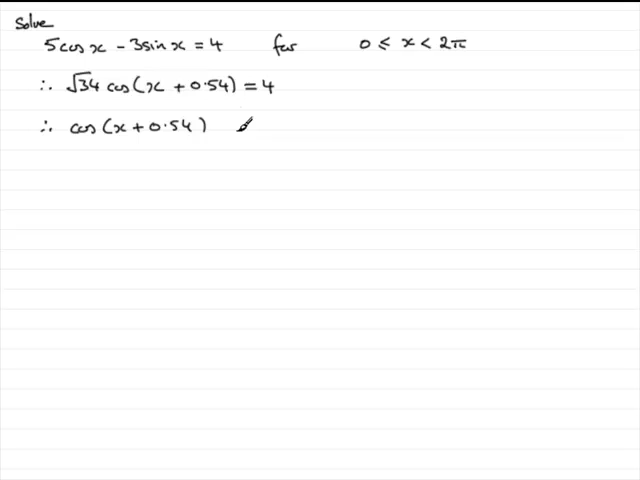 Solve
5cos x − 3sin x = 4 for 0 ≤ x < 2π
∴ √34 cos(x + 0.54) = 4
∴ cos(x + 0.54)